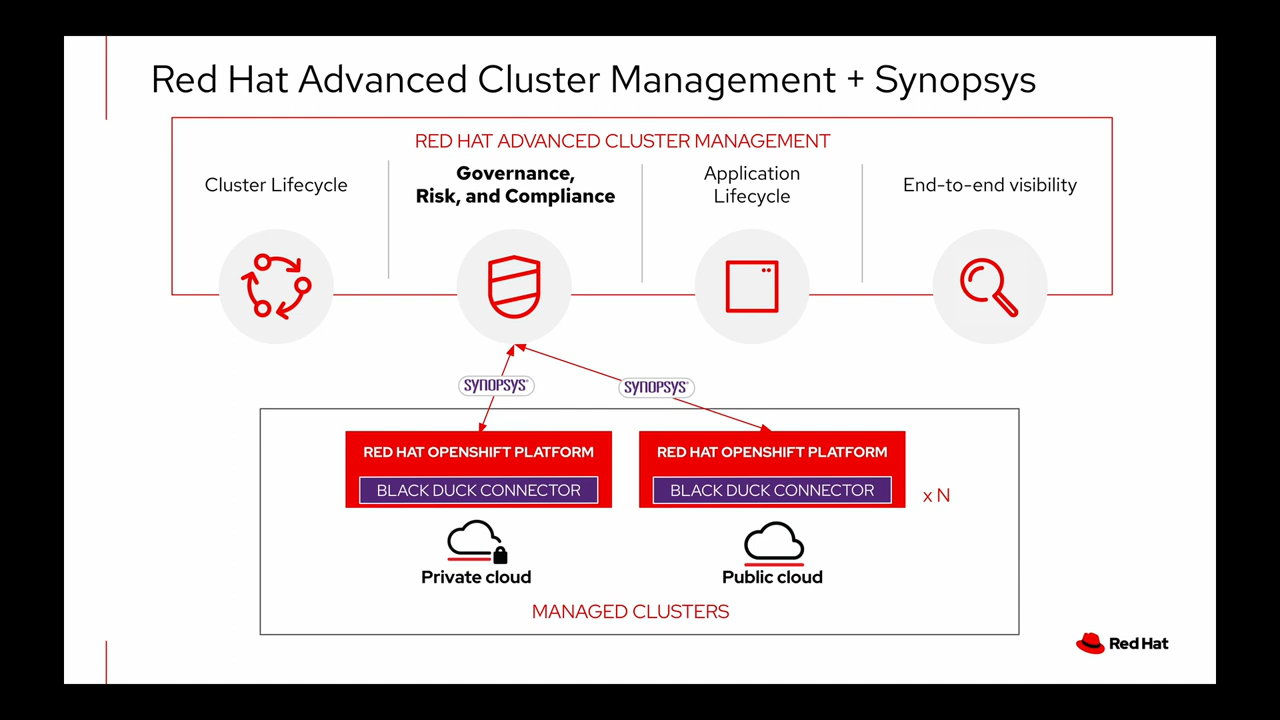 Red Hat Advanced Cluster Management + Synopsys
RED HAT ADVANCED CLUSTER MANAGEMENT
Cluster Lifecycle
Governance,
Risk, and Compliance
Application
Lifecycle
End-to-end visibility
SYNOPSYS®
SYNOPSYS®
RED HAT OPENSHIFT PLATFORM
BLACK DUCK CONNECTOR
RED HAT OPENSHIFT PLATFORM
BLACK DUCK CONNECTOR
x N
Private cloud
Public cloud
MANAGED CLUSTERS
Red Hat